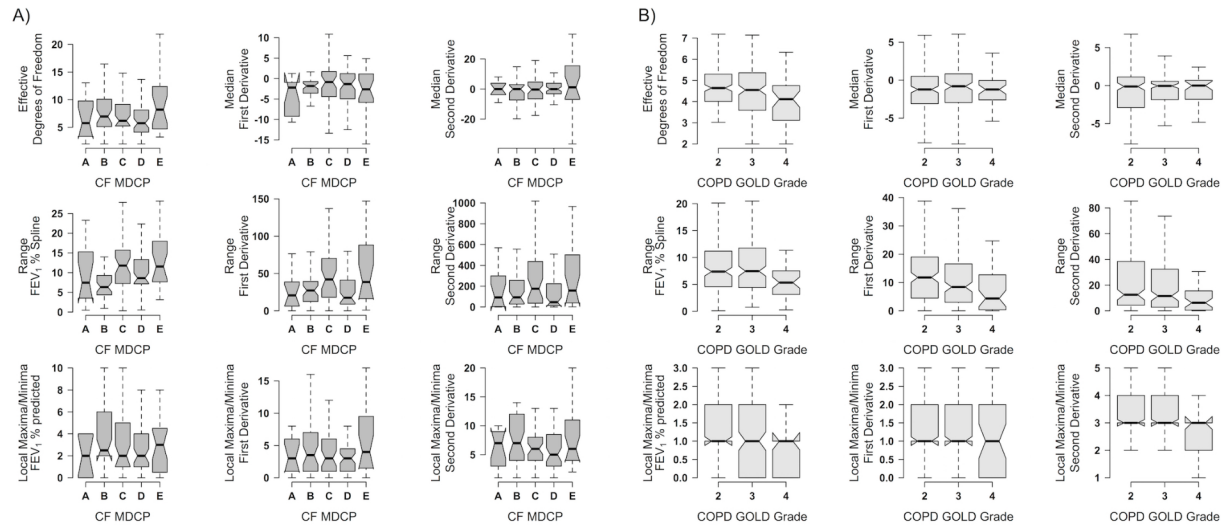 A)
Effective
Degrees of Freedom
20
15
10
5
A B C D E
CF MDCP
Median
First Derivative
10
5
0
-5
-10
-15
A B C D E
CF MDCP
Median
Second Derivative
20
0
-20
A B C D E
CF MDCP
Range
FEV1 % Spline
25
20
15
10
5
0
A B C D E
CF MDCP
Range
First Derivative
150
100
50
0
A B C D E
CF MDCP
Range
Second Derivative
1000
800
600
400
200
0
A B C D E
CF MDCP
Local Maxima/Minima
FEV1 % predicted
10
8
6
4
2
0
A B C D E
CF MDCP
Local Maxima/Minima
First Derivative
15
10
5
0
A B C D E
CF MDCP
Local Maxima/Minima
Second Derivative
20
15
10
5
A B C D E
CF MDCP
B)
Effective
Degrees of Freedom
7
6
5
4
3
2
2 3 4
COPD GOLD Grade
Median
First Derivative
5
0
-5
2 3 4
COPD GOLD Grade
Median
Second Derivative
5
0
-5
2 3 4
COPD GOLD Grade
Range
FEV1 % Spline
20
15
10
5
0
2 3 4
COPD GOLD Grade
Range
First Derivative
40
30
20
10
0
2 3 4
COPD GOLD Grade
Range
Second Derivative
80
60
40
20
0
2 3 4
COPD GOLD Grade
Local Maxima/Minima
FEV1 % predicted
3.0
2.5
2.0
1.5
1.0
0.5
0.0
2 3 4
COPD GOLD Grade
Local Maxima/Minima
First Derivative
3.0
2.5
2.0
1.5
1.0
0.5
0.0
2 3 4
COPD GOLD Grade
Local Maxima/Minima
Second Derivative
5
4
3
2
1
2 3 4
COPD GOLD Grade